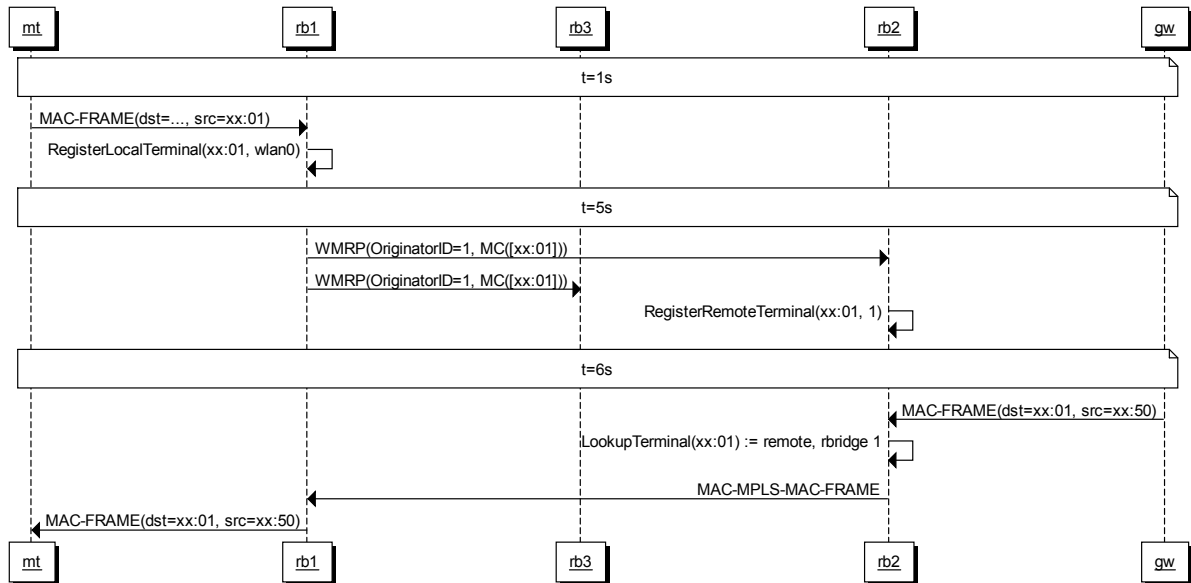 mt rb1 rb3 rb2 gw
t=1s
MAC-FRAME(dst=..., src=xx:01)
RegisterLocalTerminal(xx:01, wlan0)
t=5s
WMRP(OriginatorID=1, MC([xx:01]))
WMRP(OriginatorID=1, MC([xx:01]))
RegisterRemoteTerminal(xx:01, 1)
t=6s
MAC-FRAME(dst=xx:01, src=xx:50)
LookupTerminal(xx:01) := remote, rbridge 1
MAC-MPLS-MAC-FRAME
MAC-FRAME(dst=xx:01, src=xx:50)
mt rb1 rb3 rb2 gw